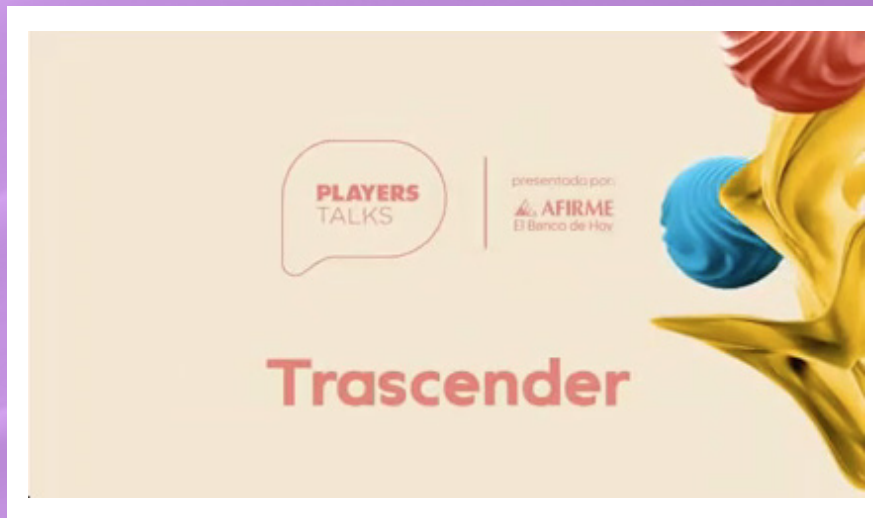 PLAYERS
TALKS
presentado por:
AFIRME
El Banco de Hoy
Trascender